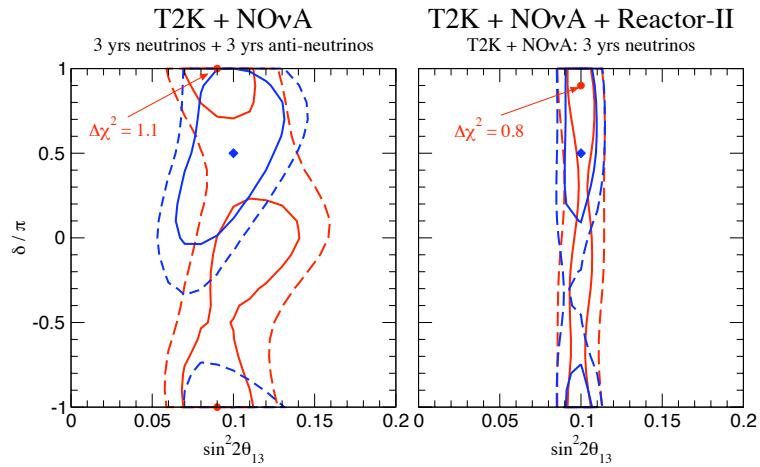 T2K + NOνA
3 yrs neutrinos + 3 yrs anti-neutrinos
T2K + NOνA + Reactor-II
T2K + NOνA: 3 yrs neutrinos
δ / π
1
0.5
0
-0.5
-1
Δχ² = 1.1
Δχ² = 0.8
0 0.05 0.1 0.15 0.2
0 0.05 0.1 0.15 0.2
sin²2θ₁₃
sin²2θ₁₃